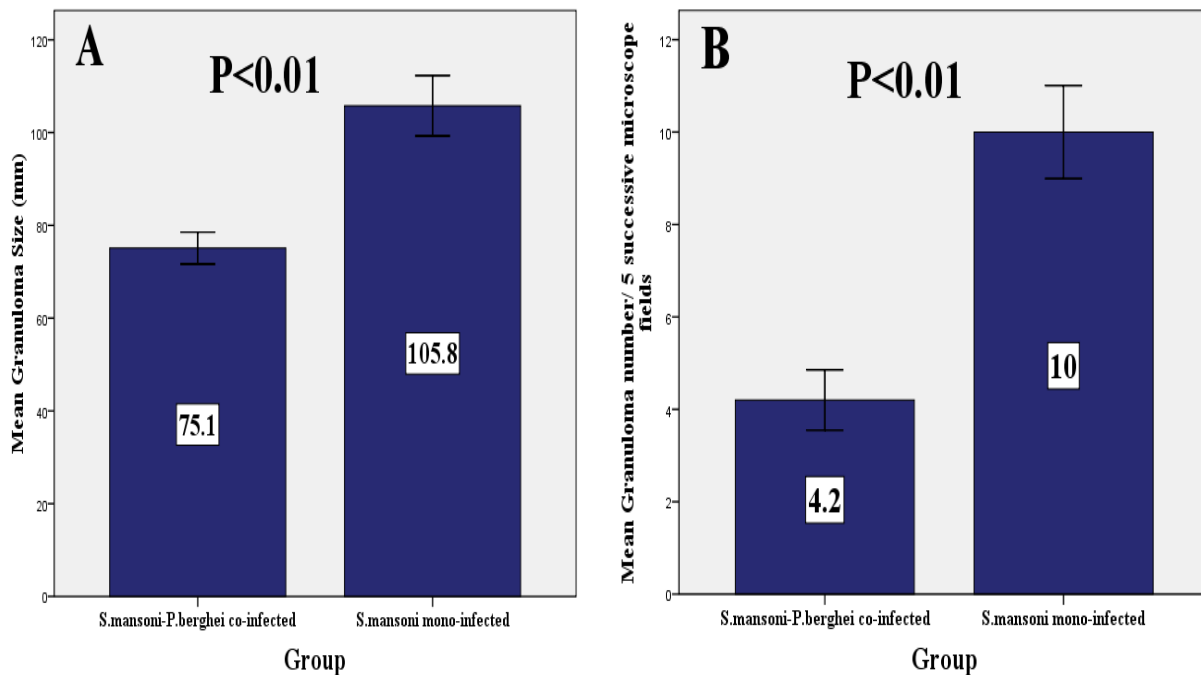 A
P<0.01
120
100
80
60
40
20
0
Mean Granuloma Size (mm)
75.1
105.8
S.mansoni-P.berghei co-infected
S.mansoni mono-infected
Group
B
P<0.01
12
10
8
6
4
2
0
Mean Granuloma number/ 5 successive microscope
fields
4.2
10
S.mansoni-P.berghei co-infected
S.mansoni mono-infected
Group